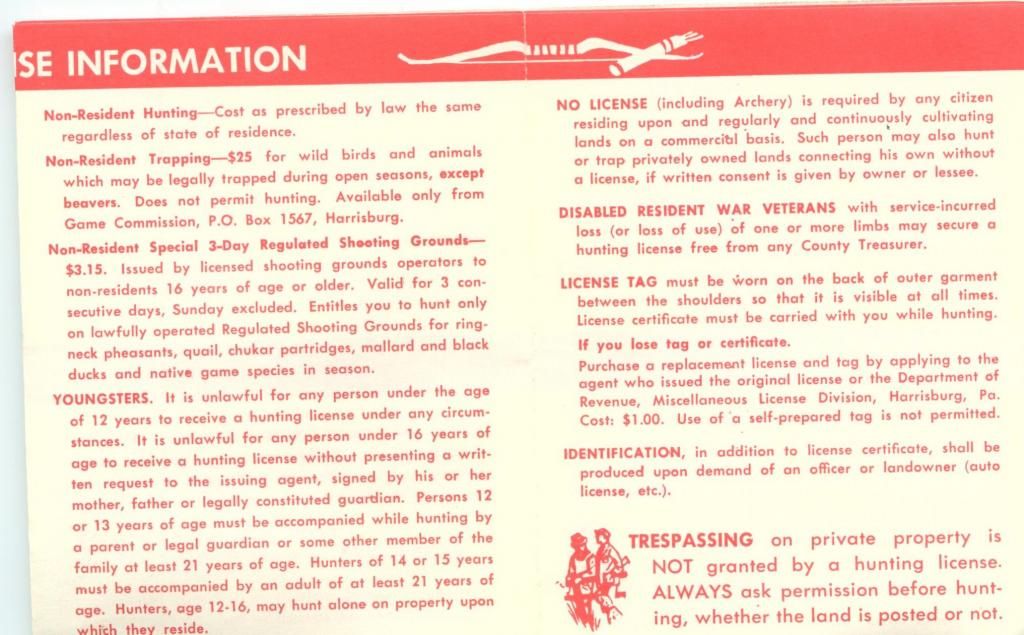 SE INFORMATION
Non-Resident Hunting—Cost as prescribed by law the same
regardless of state of residence.
Non-Resident Trapping—$25 for wild birds and animals
which may be legally trapped during open seasons, except
beavers. Does not permit hunting. Available only from
Game Commission, P.O. Box 1567, Harrisburg.
Non-Resident Special 3-Day Regulated Shooting Grounds—
$3.15. Issued by licensed shooting grounds operators to
non-residents 16 years of age or older. Valid for 3 con-
secutive days, Sunday excluded. Entitles you to hunt only
on lawfully operated Regulated Shooting Grounds for ring-
neck pheasants, quail, chukar partridges, mallard and black
ducks and native game species in season.
YOUNGSTERS. It is unlawful for any person under the age
of 12 years to receive a hunting license under any circum-
stances. It is unlawful for any person under 16 years of
age to receive a hunting license without presenting a writ-
ten request to the issuing agent, signed by his or her
mother, father or legally constituted guardian. Persons 12
or 13 years of age must be accompanied while hunting by
a parent or legal guardian or some other member of the
family at least 21 years of age. Hunters of 14 or 15 years
must be accompanied by an adult of at least 21 years of
age. Hunters, age 12-16, may hunt alone on property upon
which they reside.
NO LICENSE (including Archery) is required by any citizen
residing upon and regularly and continuously cultivating
lands on a commercial basis. Such person may also hunt
or trap privately owned lands connecting his own without
a license, if written consent is given by owner or lessee.
DISABLED RESIDENT WAR VETERANS with service-incurred
loss (or loss of use) of one or more limbs may secure a
hunting license free from any County Treasurer.
LICENSE TAG must be worn on the back of outer garment
between the shoulders so that it is visible at all times.
License certificate must be carried with you while hunting.
If you lose tag or certificate.
Purchase a replacement license and tag by applying to the
agent who issued the original license or the Department of
Revenue, Miscellaneous License Division, Harrisburg, Pa.
Cost: $1.00. Use of a self-prepared tag is not permitted.
IDENTIFICATION, in addition to license certificate, shall be
produced upon demand of an officer or landowner (auto
license, etc.).
TRESPASSING on private property is
NOT granted by a hunting license.
ALWAYS ask permission before hunt-
ing, whether the land is posted or not.